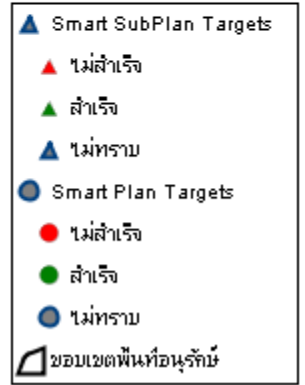 Smart SubPlan Targets
ไม่สำเร็จ
สำเร็จ
ไม่ทราบ
Smart Plan Targets
ไม่สำเร็จ
สำเร็จ
ไม่ทราบ
ขอบเขตพื้นที่อนุรักษ์